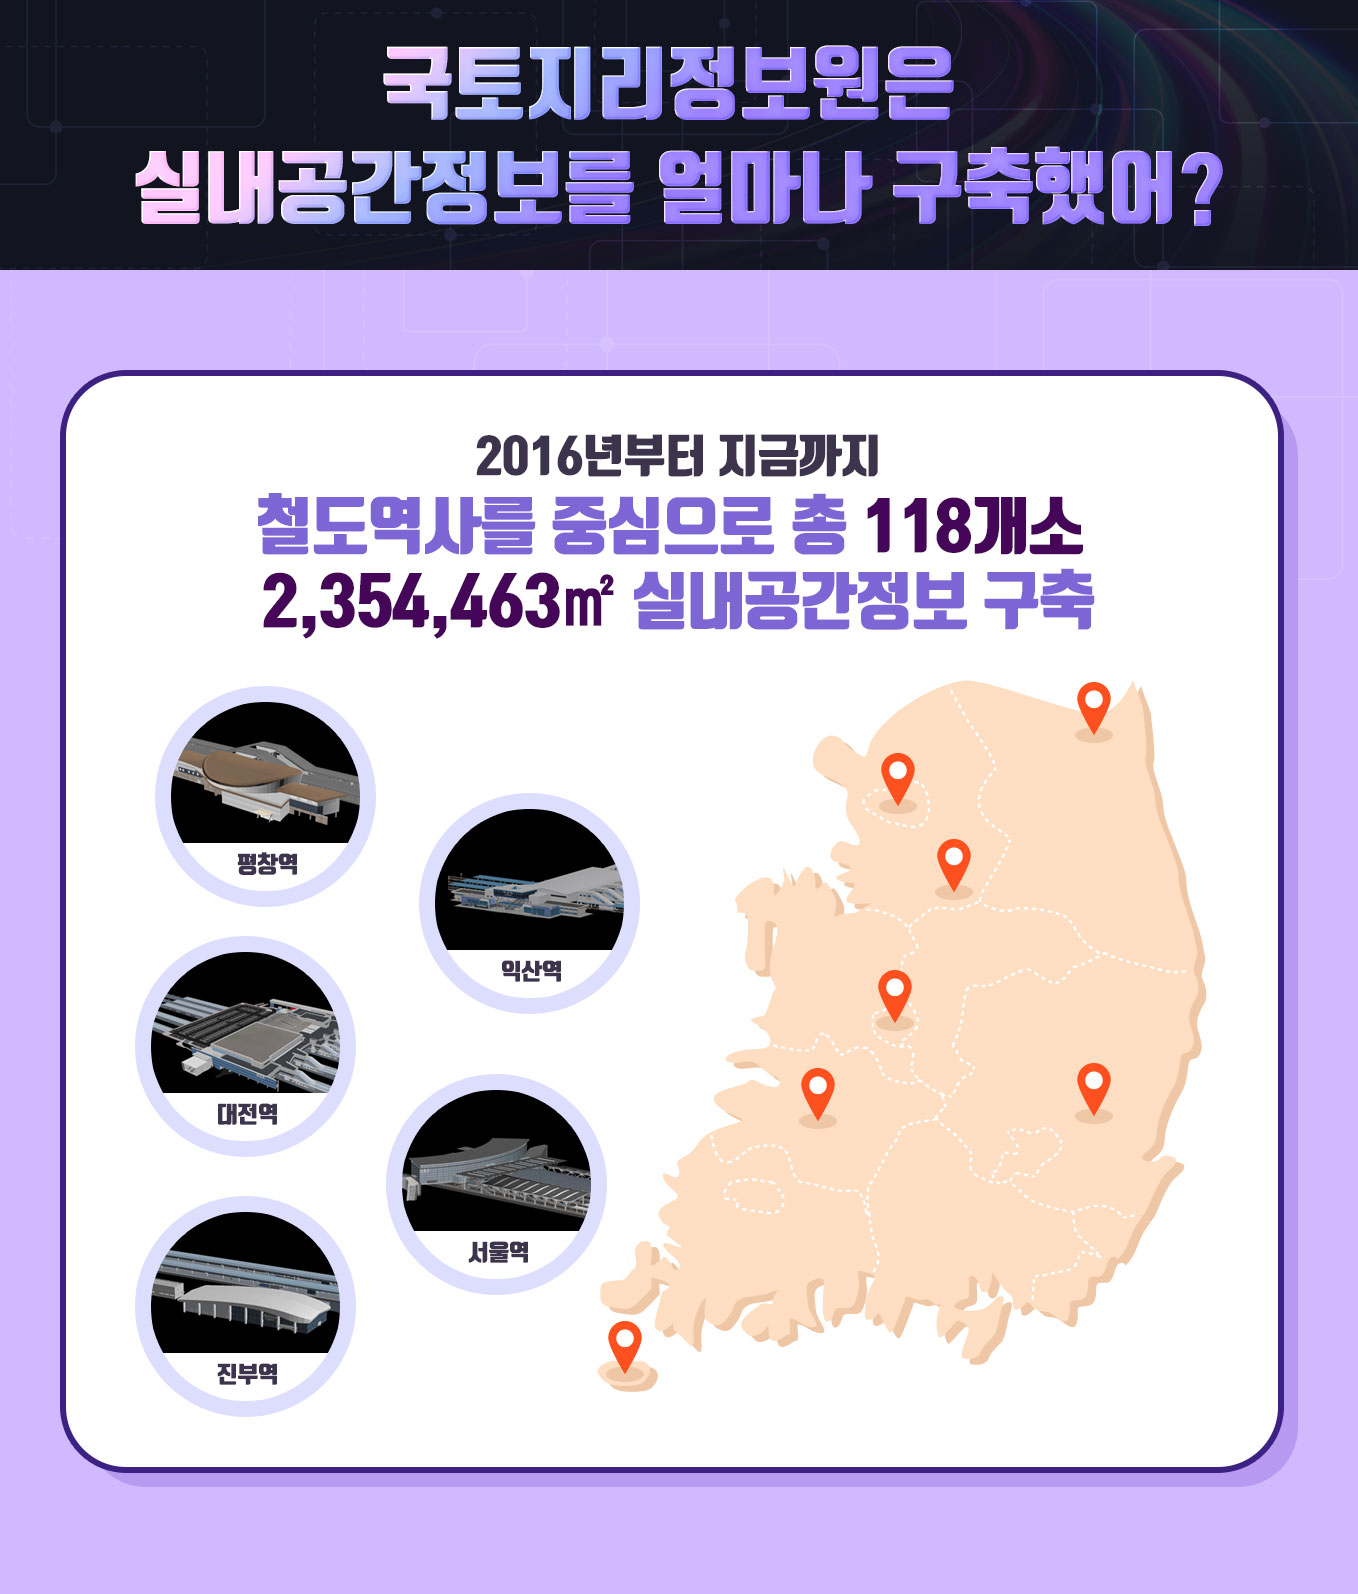 국토지리정보원은
실내공간정보를 얼마나 구축했어?
2016년부터 지금까지
철도역사를 중심으로 총 118개소
2,354,463㎡ 실내공간정보 구축
평창역
익산역
대전역
서울역
진부역